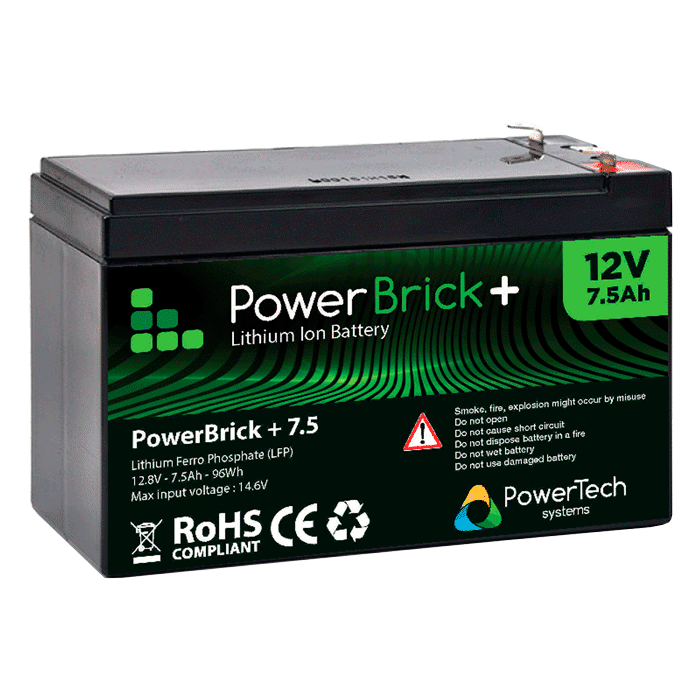 12V
7.5Ah
PowerBrick+
Lithium Ion Battery
PowerBrick + 7.5
Lithium Ferro Phosphate (LFP)
12.8V - 7.5Ah - 96Wh
Max input voltage : 14.6V
Smoke, fire, explosion might occur by misuse
Do not open
Do not cause short circuit
Do not dispose battery in a fire
Do not wet battery
Do not use damaged battery
RoHS
COMPLIANT
CE
PowerTech
systems